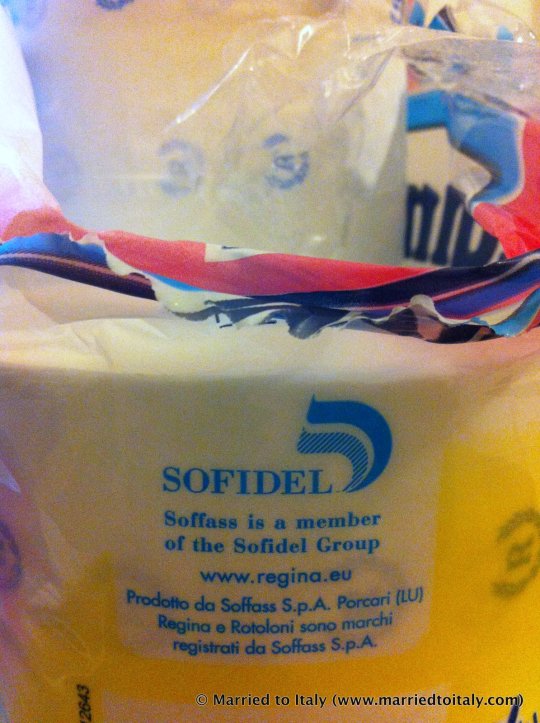 SOFIDEL
Soffass is a member
of the Sofidel Group
www.regina.eu
Prodotto da Soffass S.p.A. Porcari (LU)
Regina e Rotoloni sono marchi
registrati da Soffass S.p.A.
/2643
© Married to Italy (www.marriedtoitaly.com)